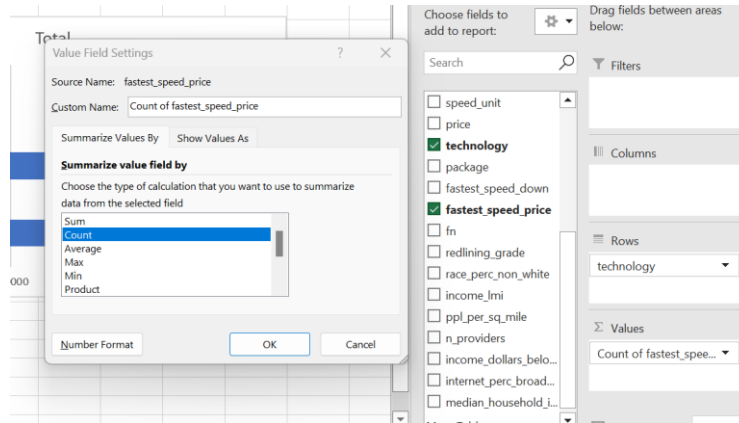 Total
Value Field Settings
?
Source Name: fastest_speed_price
Custom Name: Count of fastest_speed_price
Summarize Values By
Show Values As
Summarize value field by
Choose the type of calculation that you want to use to summarize
data from the selected field
Sum
Count
Average
Max
Min
Product
Number Format
OK
Cancel
000
Choose fields to
add to report:
Search
speed_unit
price
technology
package
fastest_speed_down
fastest_speed_price
fn
redlining_grade
race_perc_non_white
income_lmi
ppl_per_sq_mile
n_providers
income_dollars_belo...
internet_perc_broad...
median_household_i...
Drag fields between areas
below:
Filters
Columns
Rows
technology
Σ Values
Count of fastest_spee...